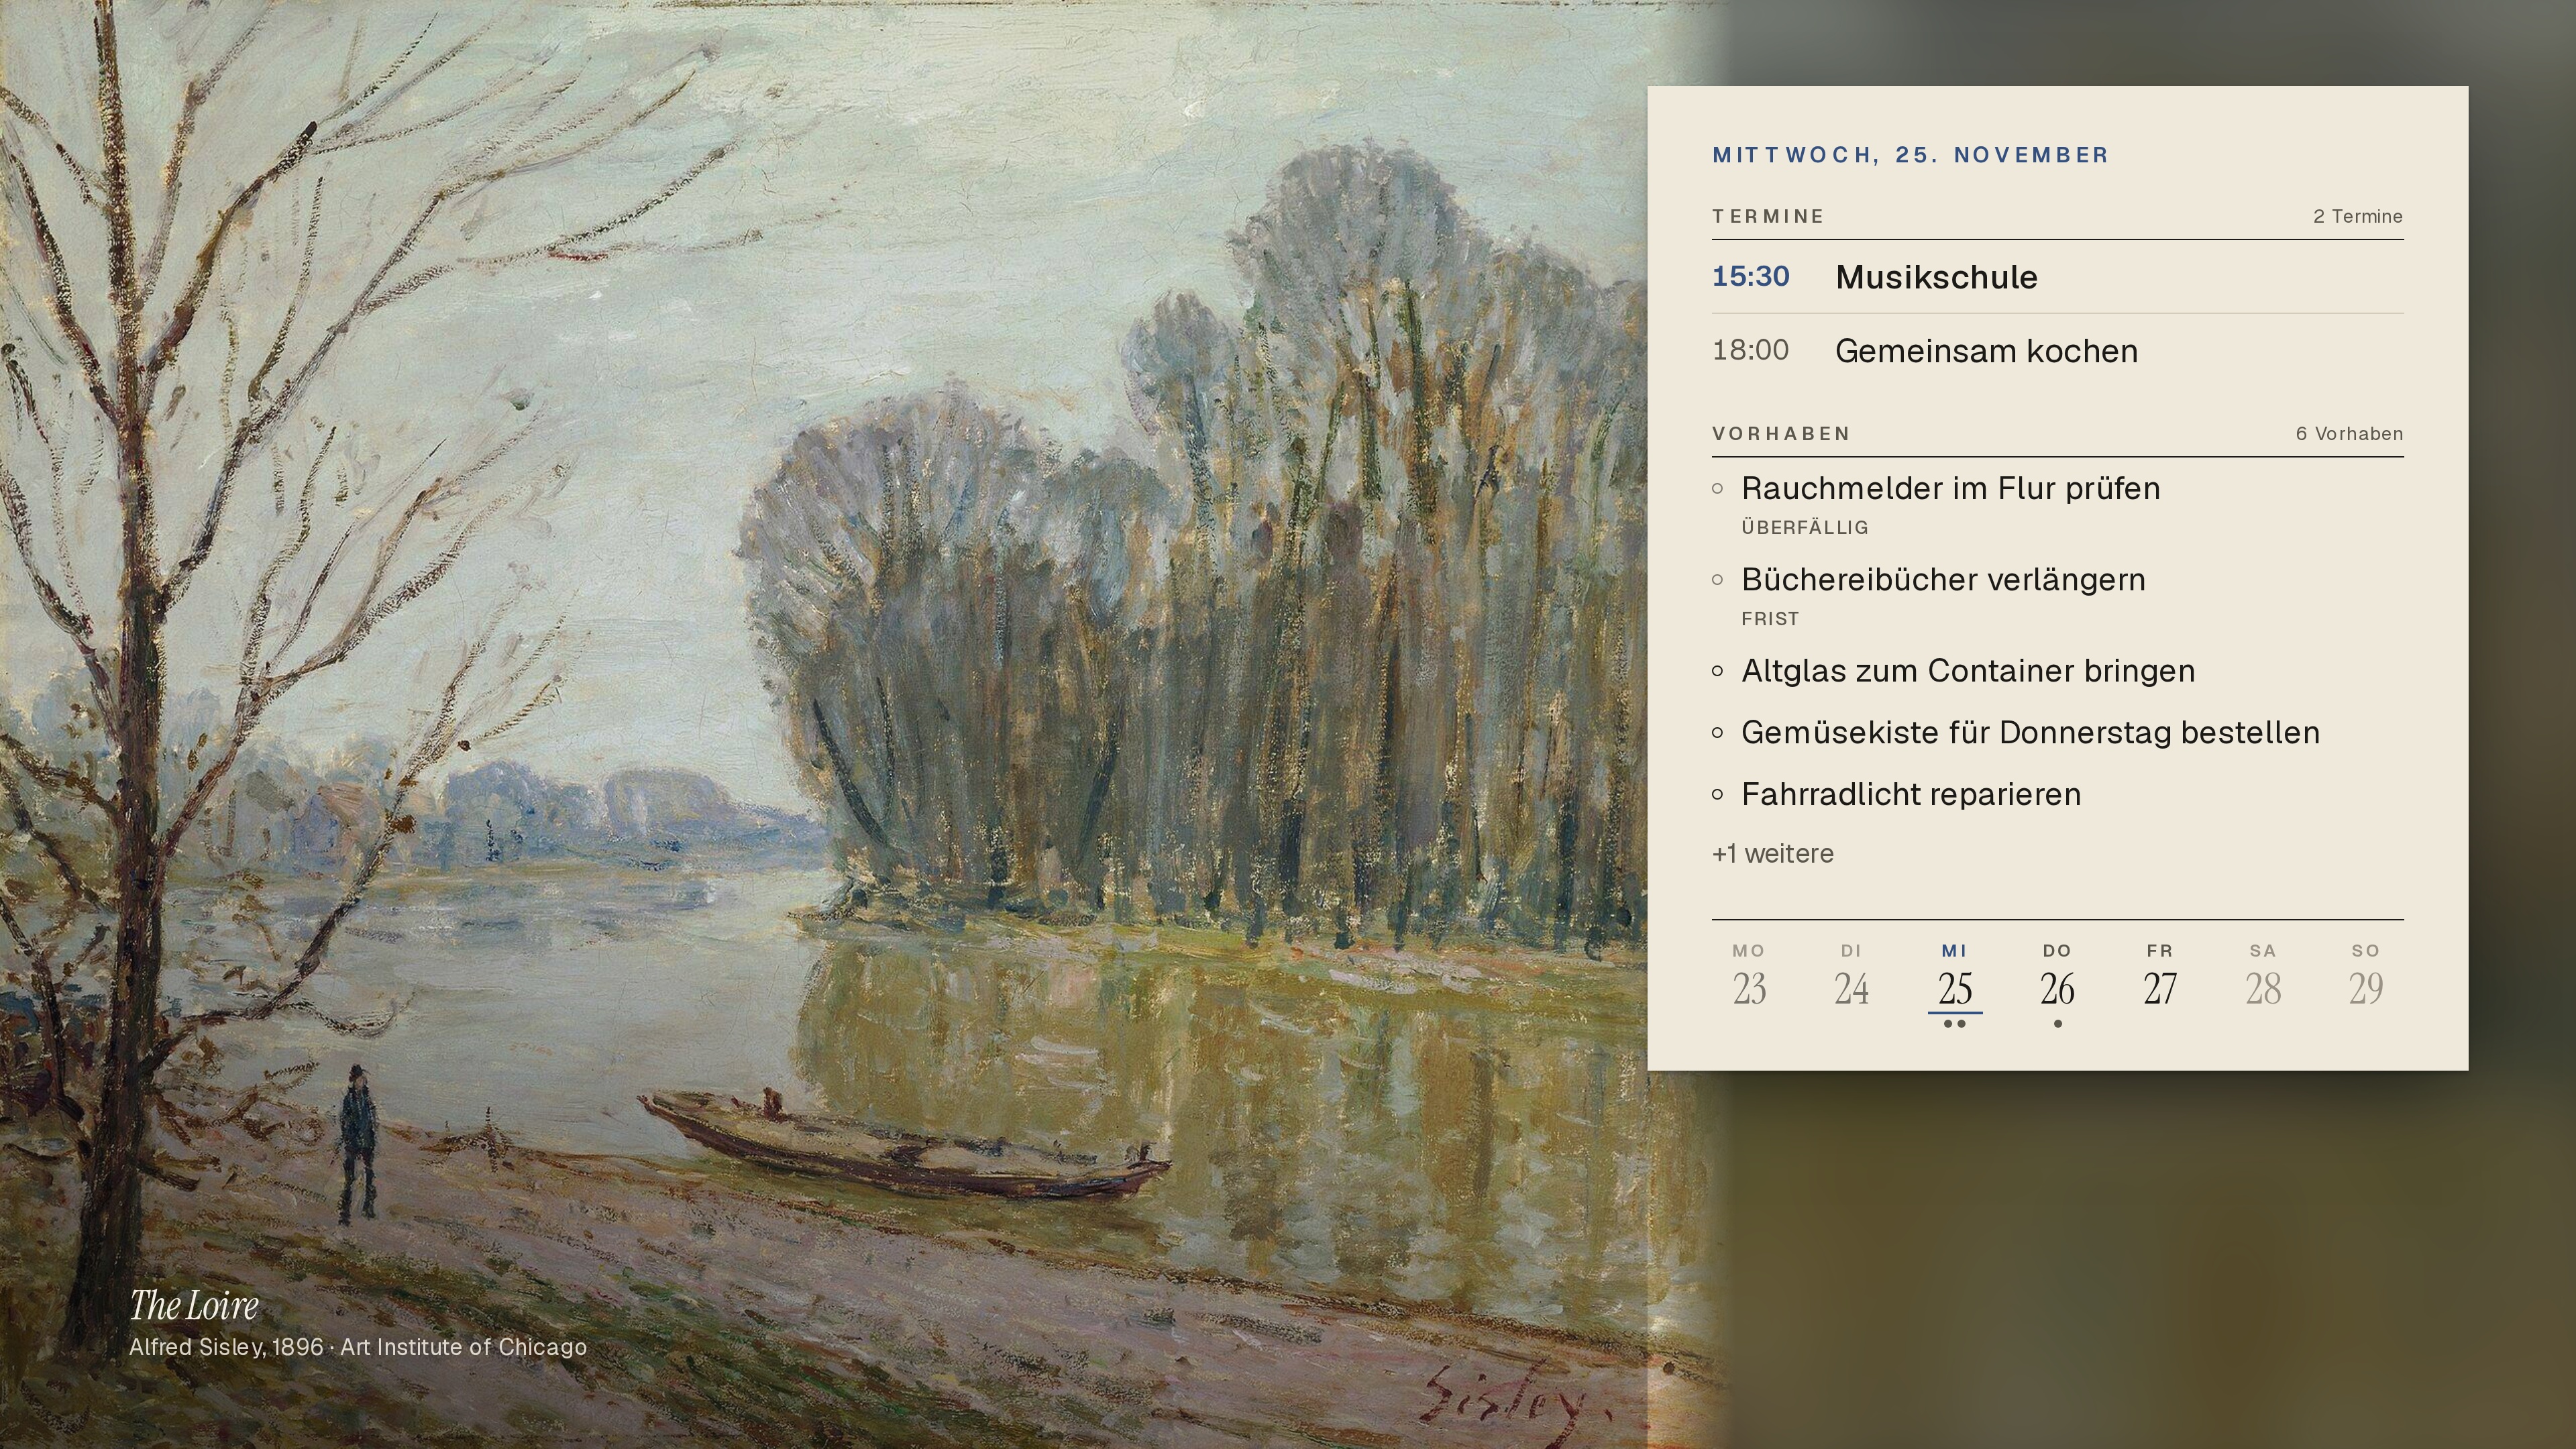 MITTWOCH, 25. NOVEMBER
TERMINE 2 Termine
15:30 Musikschule
18:00 Gemeinsam kochen
VORHABEN 6 Vorhaben
Rauchmelder im Flur prüfen
ÜBERFÄLLIG
Büchereibücher verlängern
FRIST
Altglas zum Container bringen
Gemüsekiste für Donnerstag bestellen
Fahrradlicht reparieren
+1 weitere
MO DI MI DO FR SA SO
23 24 25 26 27 28 29
The Loire
Alfred Sisley, 1896 · Art Institute of Chicago
Sisley.